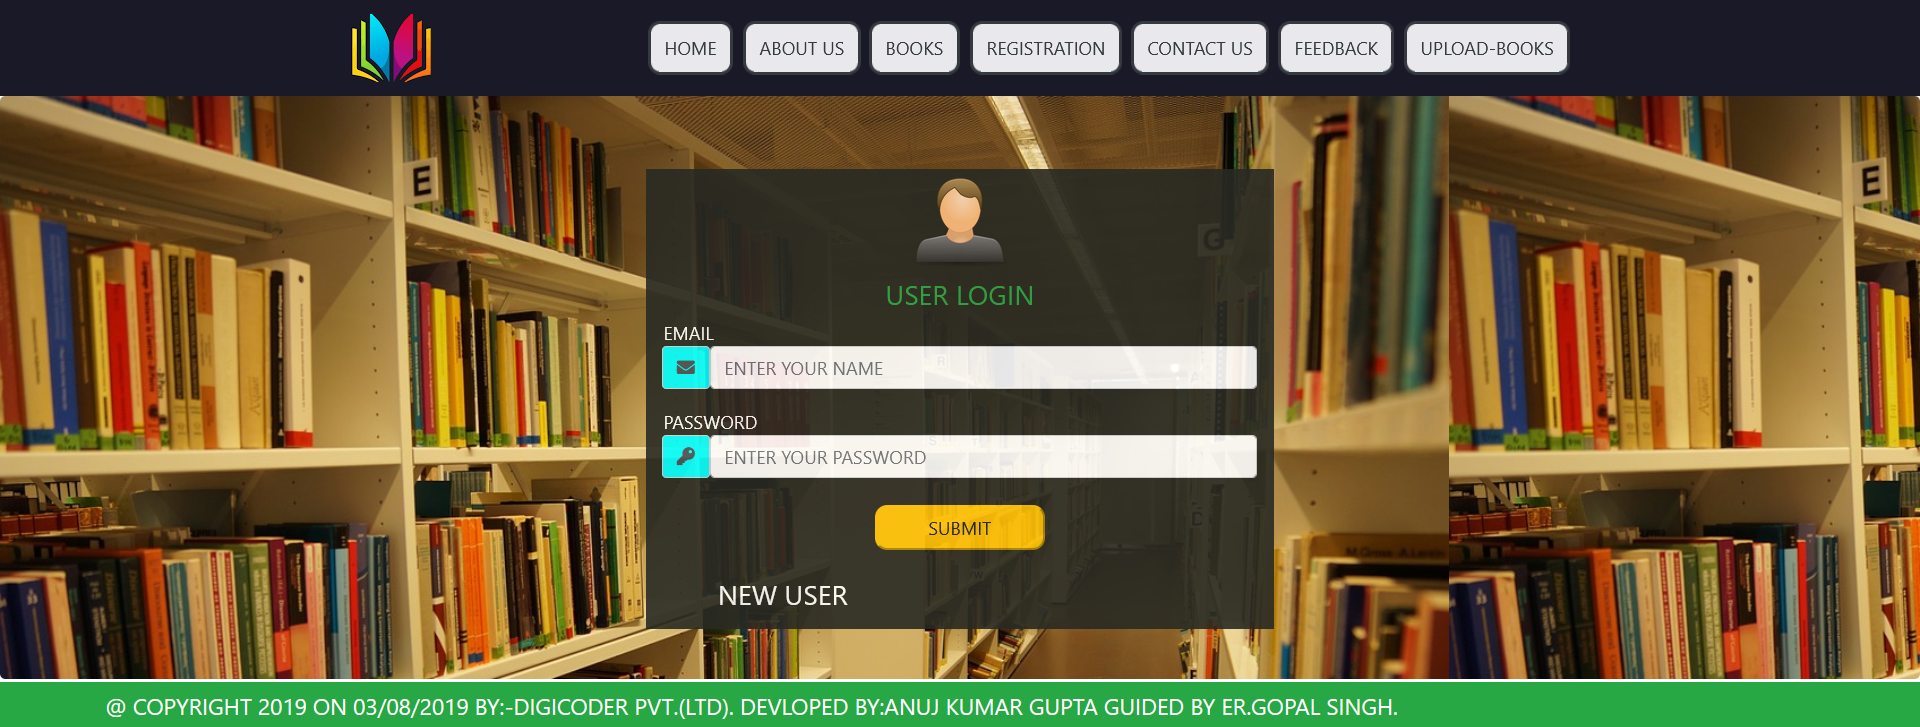 HOME ABOUT US BOOKS REGISTRATION CONTACT US FEEDBACK UPLOAD-BOOKS
E
E
G
USER LOGIN
EMAIL
ENTER YOUR NAME
PASSWORD
ENTER YOUR PASSWORD
SUBMIT
NEW USER
@ COPYRIGHT 2019 ON 03/08/2019 BY:-DIGICODER PVT.(LTD). DEVLOPED BY:ANUJ KUMAR GUPTA GUIDED BY ER.GOPAL SINGH.